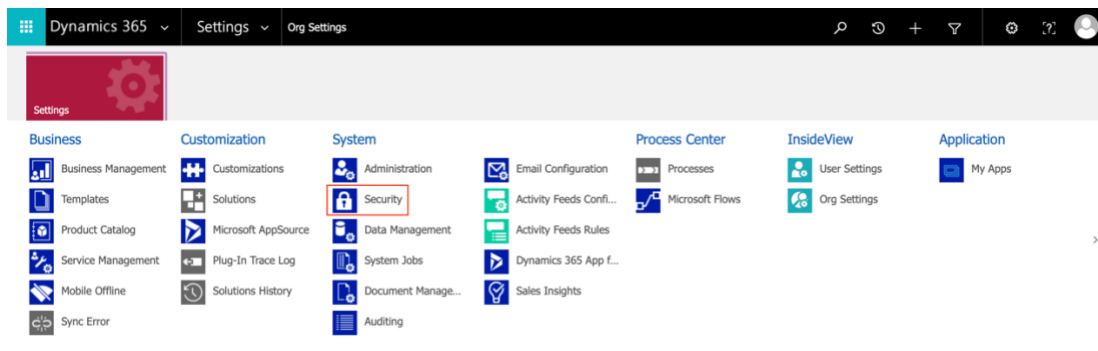 Dynamics 365 Settings Org Settings
Settings
Business Customization System Process Center InsideView Application
Business Management Customizations Administration Email Configuration Processes User Settings My Apps
Templates Solutions Security Activity Feeds Confi... Microsoft Flows Org Settings
Product Catalog Microsoft AppSource Data Management Activity Feeds Rules
Service Management Plug-In Trace Log System Jobs Dynamics 365 App f...
Mobile Offline Solutions History Document Manage... Sales Insights
Sync Error Auditing